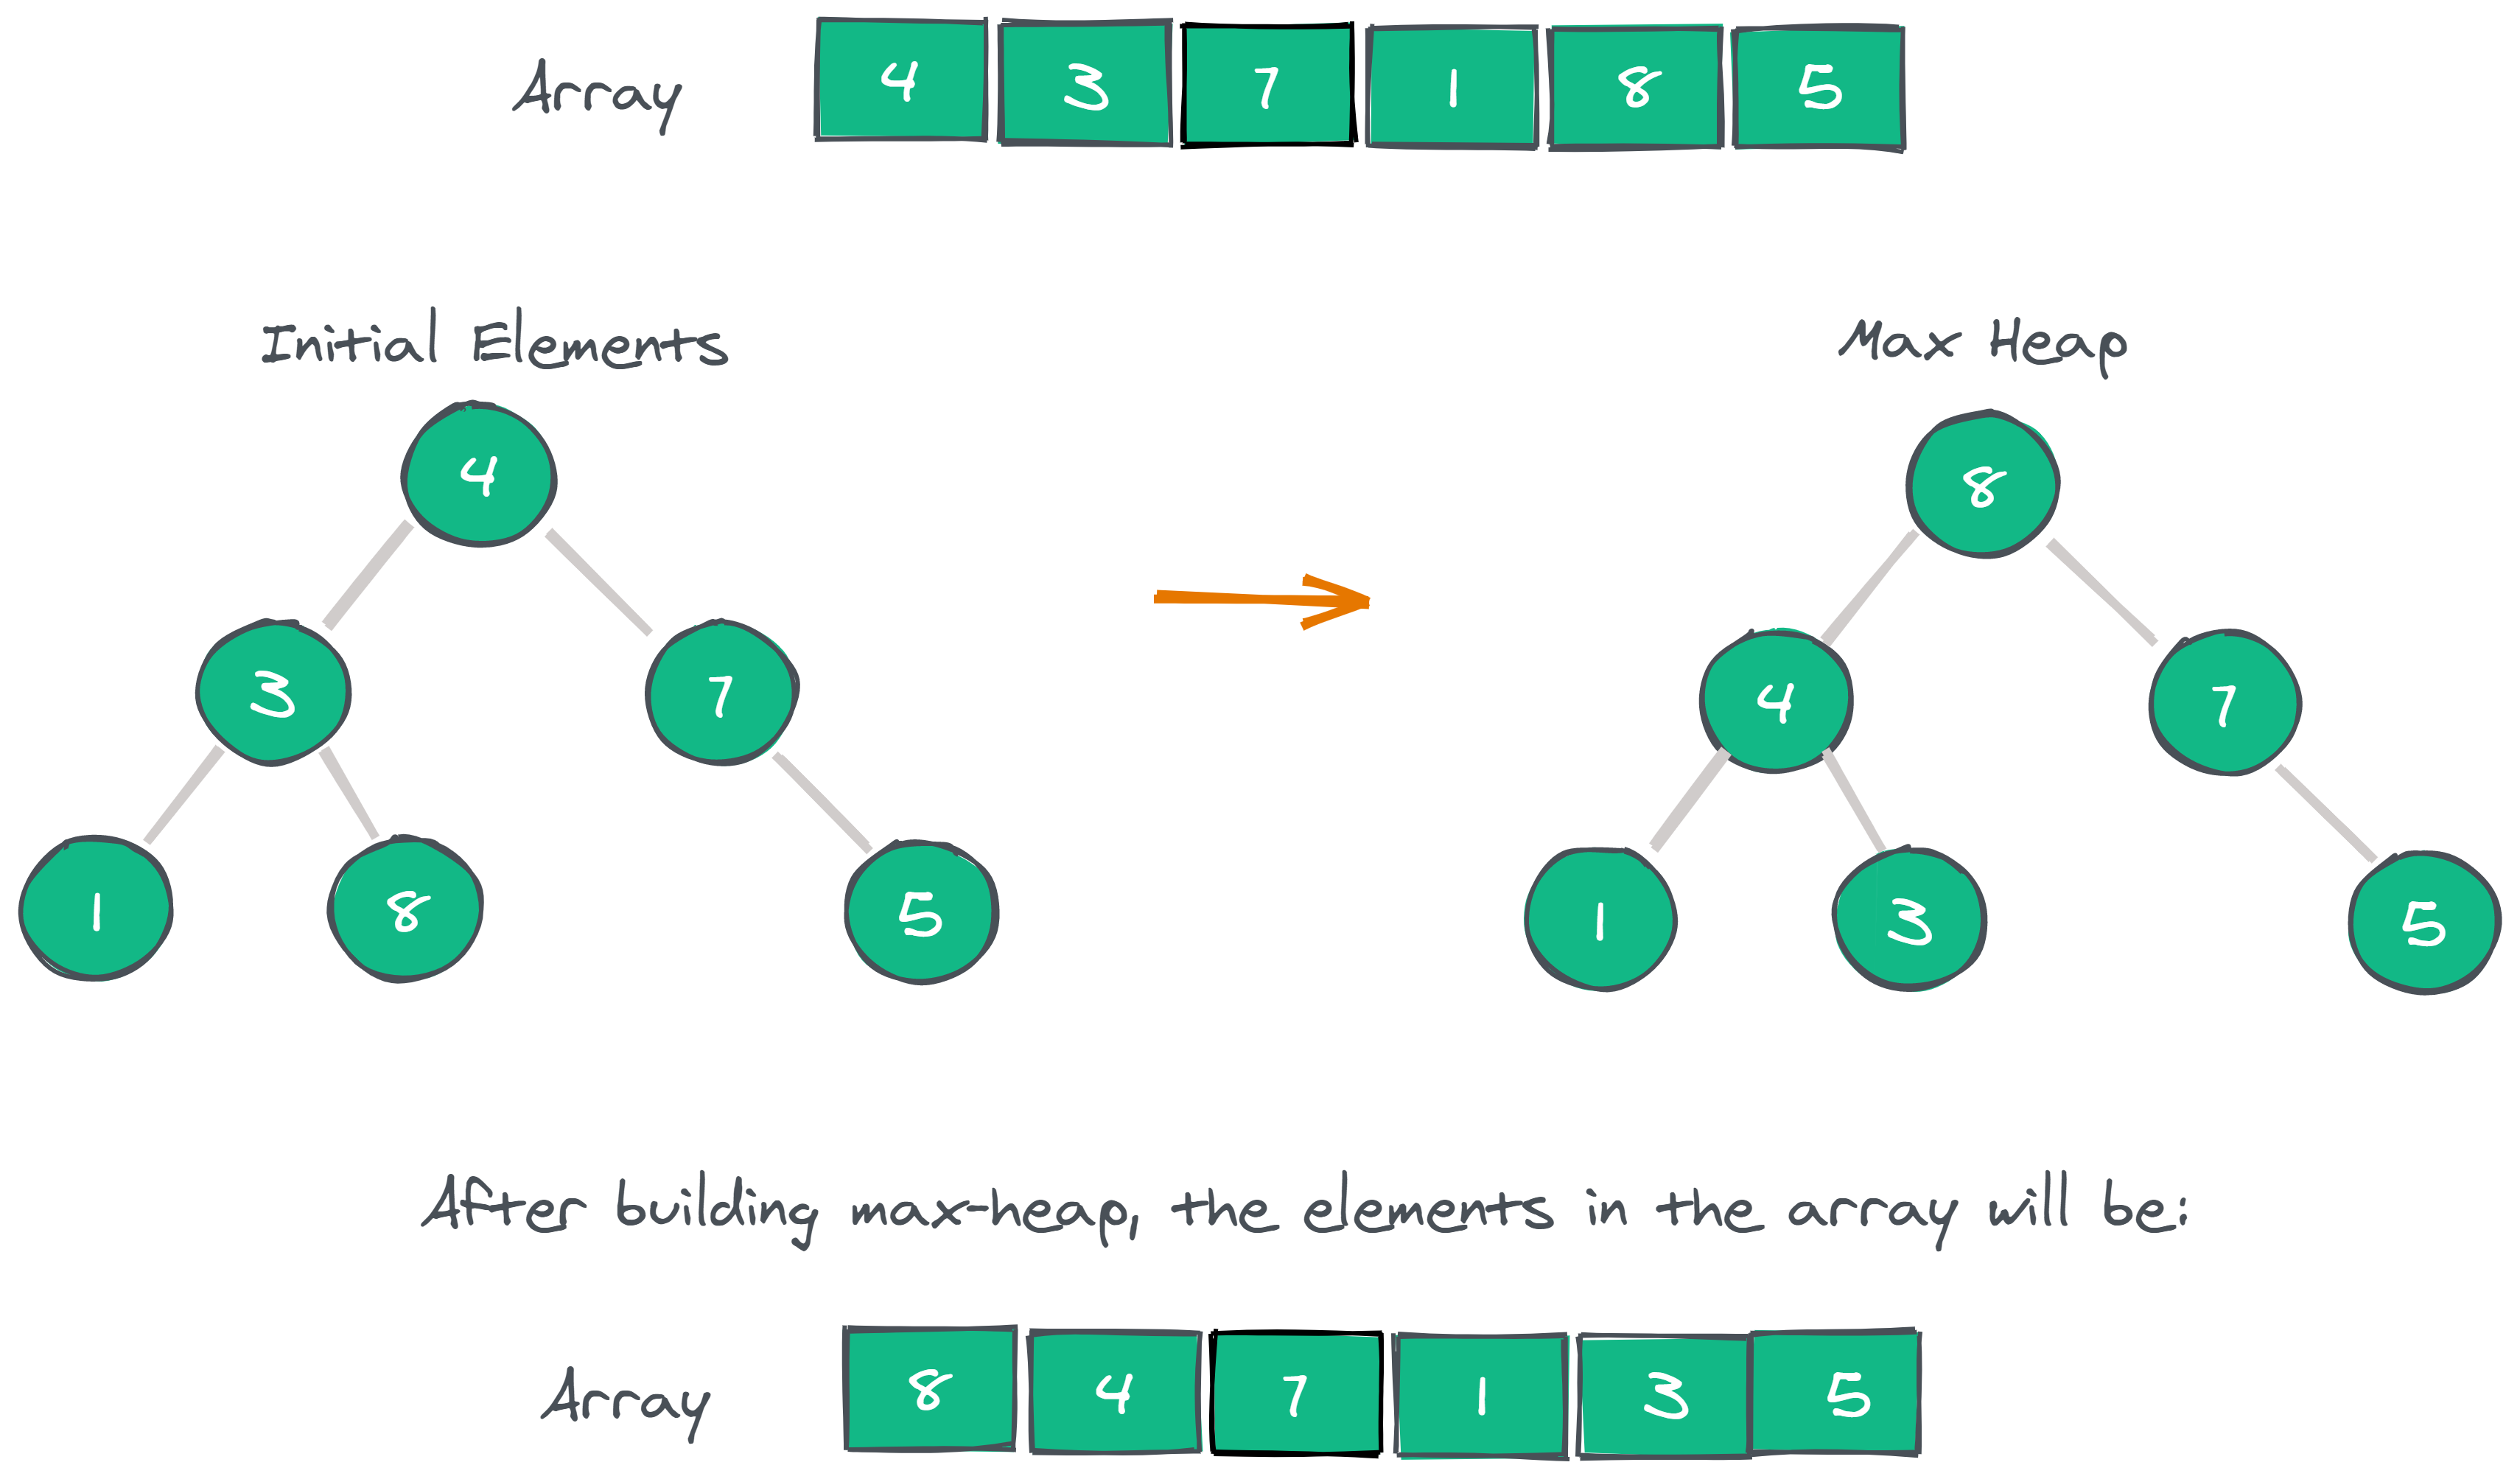 Array 4 3 7 1 8 5
Initial Elements
Max Heap
4
8
3 7
4 7
1 8 5
1 3 5
After building max-heap, the elements in the array will be:
Array 8 4 7 1 3 5